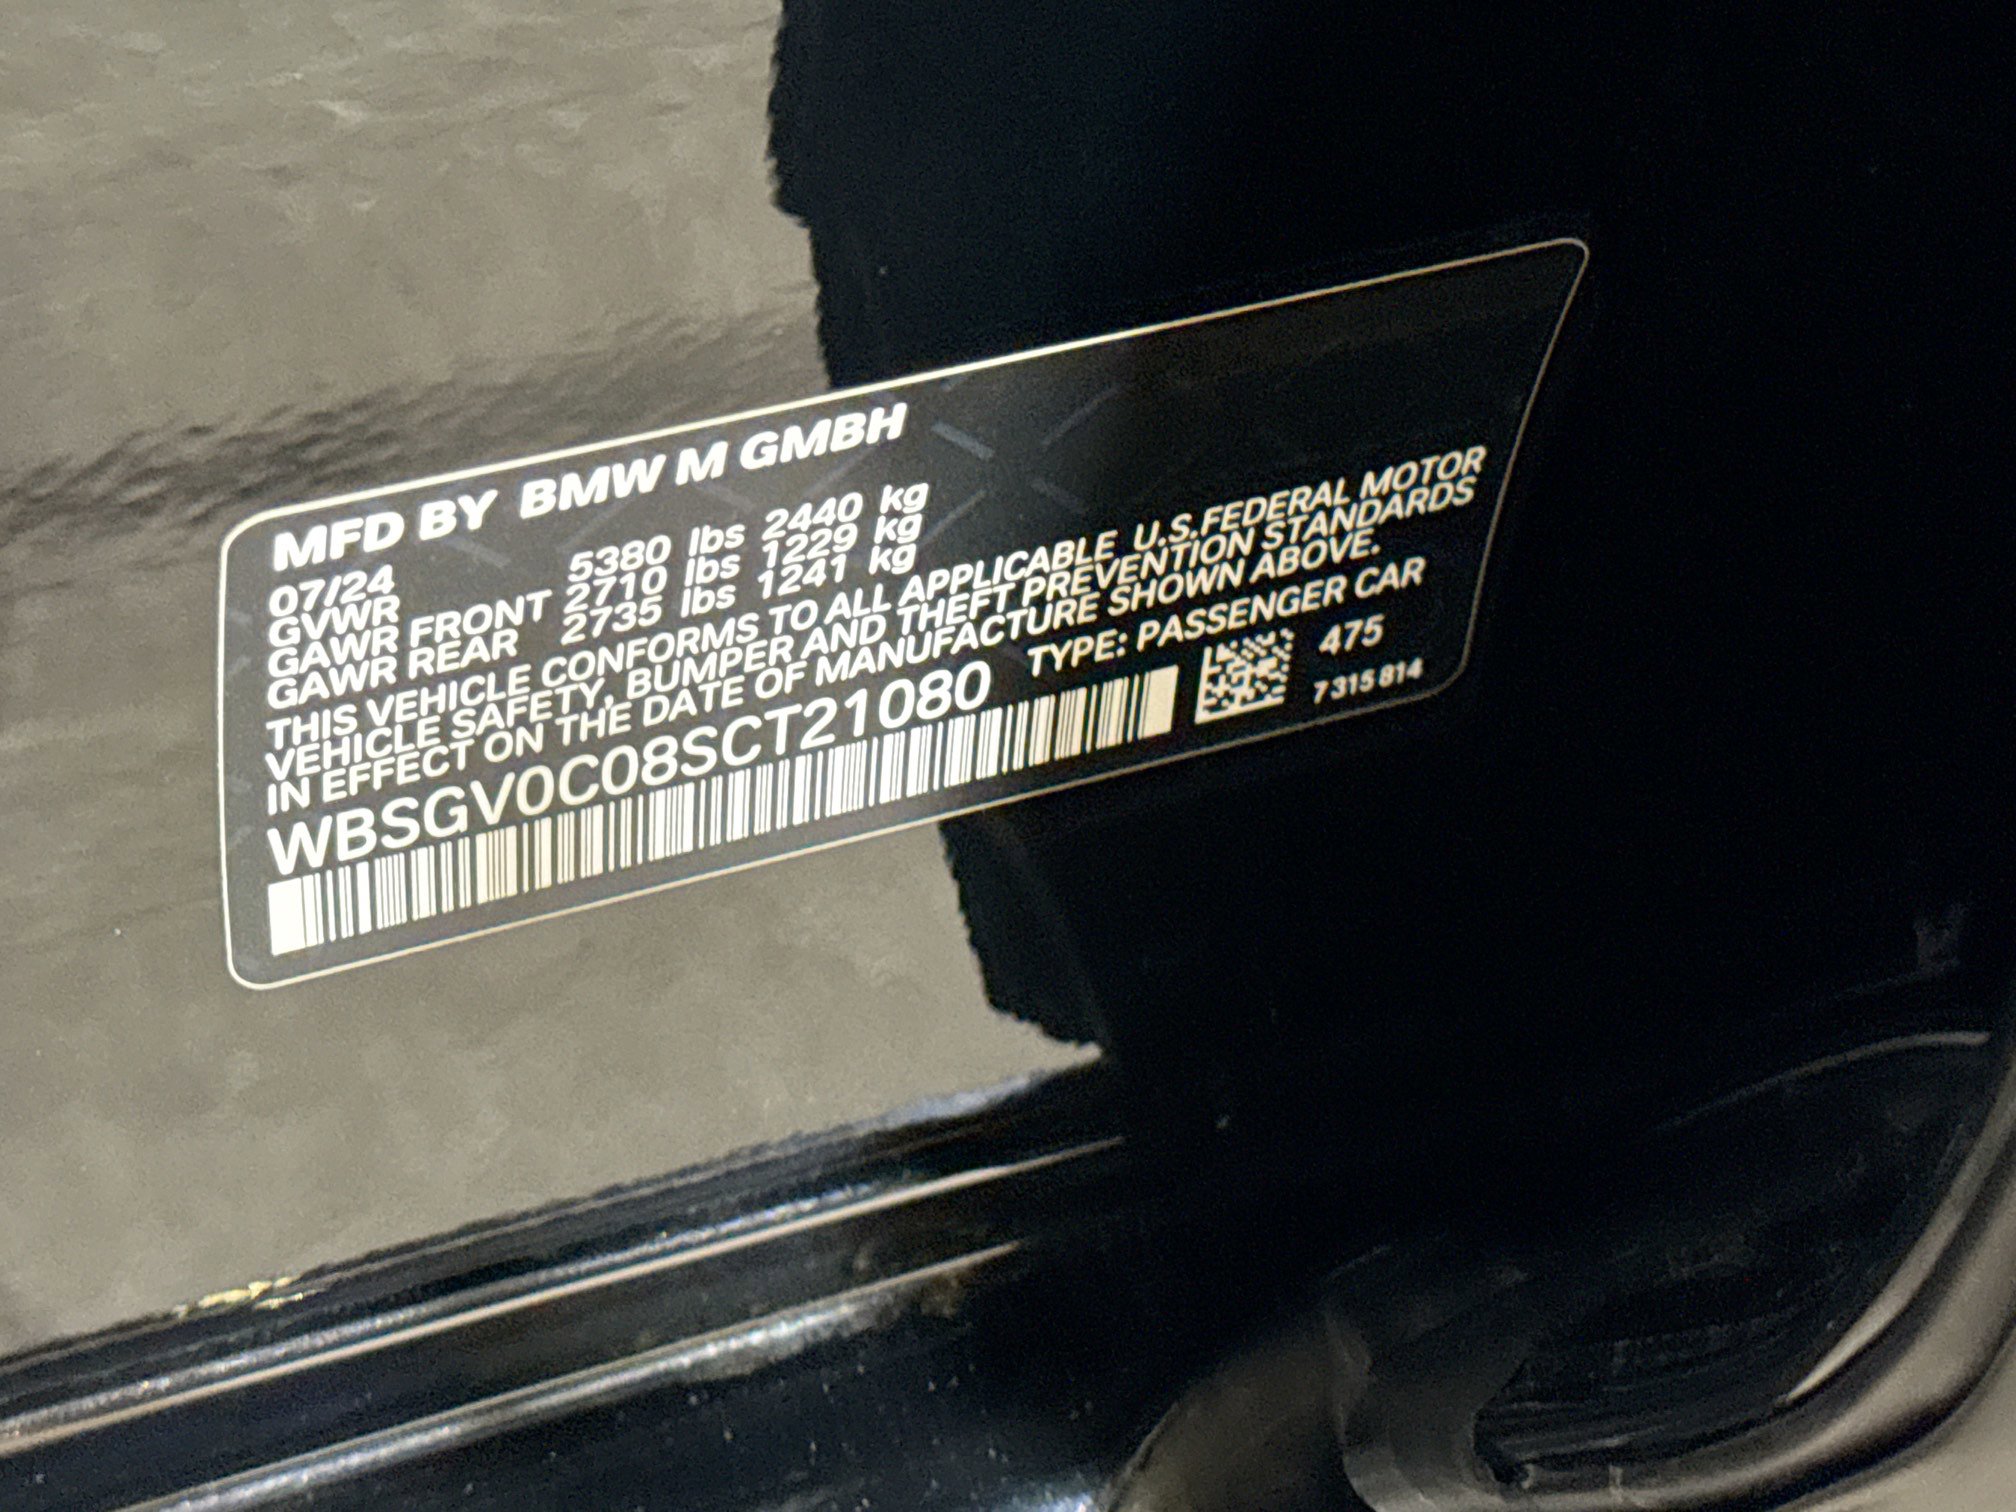 MFD BY BMW M GMBH
07/24
GVWR 5380 lbs 2440 kg
GAWR FRONT 2710 lbs 1229 kg
GAWR REAR 2735 lbs 1241 kg
THIS VEHICLE CONFORMS TO ALL APPLICABLE U.S.FEDERAL MOTOR
VEHICLE SAFETY, BUMPER AND THEFT PREVENTION STANDARDS
IN EFFECT ON THE DATE OF MANUFACTURE SHOWN ABOVE.
WBSGV0C08SCT21080 TYPE: PASSENGER CAR
475
7 315 814